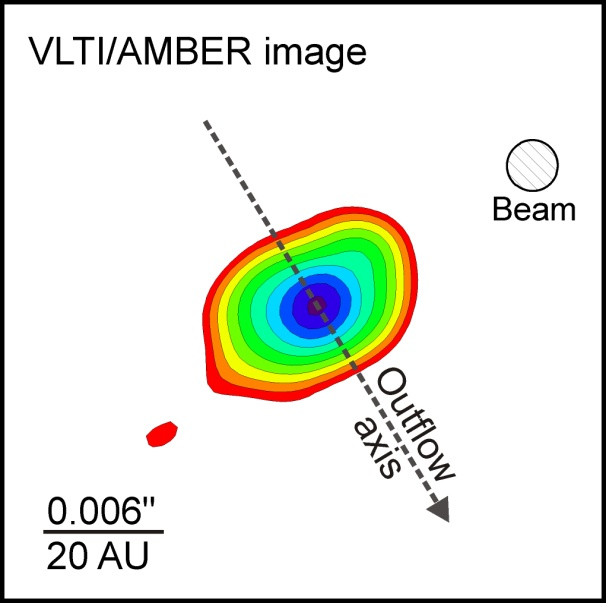 VLTI/AMBER image
Beam
Outflow
axis
0.006"
20 AU